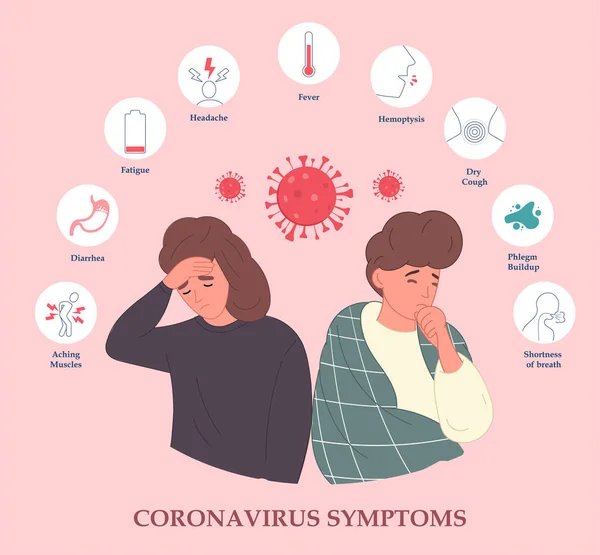 Fever
Headache
Hemoptysis
Fatigue
Dry
Cough
Diarrhea
Phlegm
Buildup
Aching
Muscles
Shortness
of breath
CORONAVIRUS SYMPTOMS